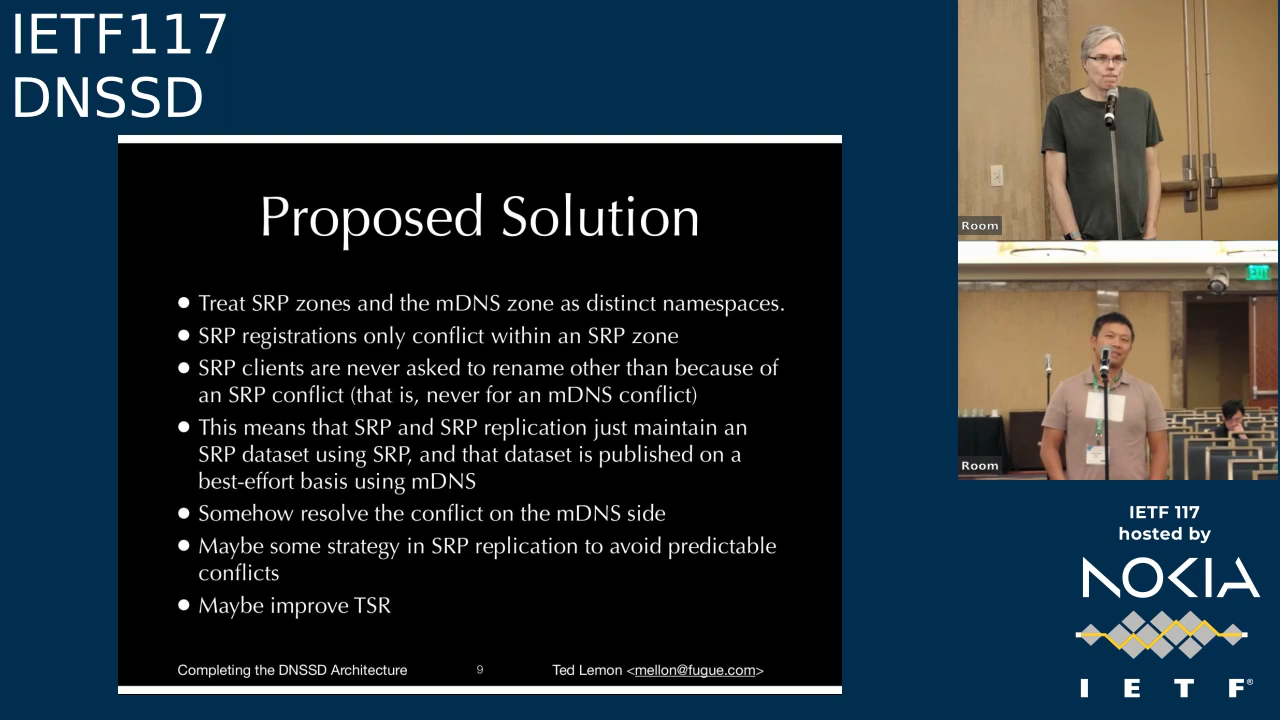 IETF117
DNSSD
Proposed Solution
● Treat SRP zones and the mDNS zone as distinct namespaces.
● SRP registrations only conflict within an SRP zone
● SRP clients are never asked to rename other than because of
an SRP conflict (that is, never for an mDNS conflict)
● This means that SRP and SRP replication just maintain an
SRP dataset using SRP, and that dataset is published on a
best-effort basis using mDNS
● Somehow resolve the conflict on the mDNS side
● Maybe some strategy in SRP replication to avoid predictable
conflicts
● Maybe improve TSR
Completing the DNSSD Architecture 9 Ted Lemon <mellon@fugue.com>
Room
EXIT
Room
IETF 117
hosted by
NOKIA
I E T F®